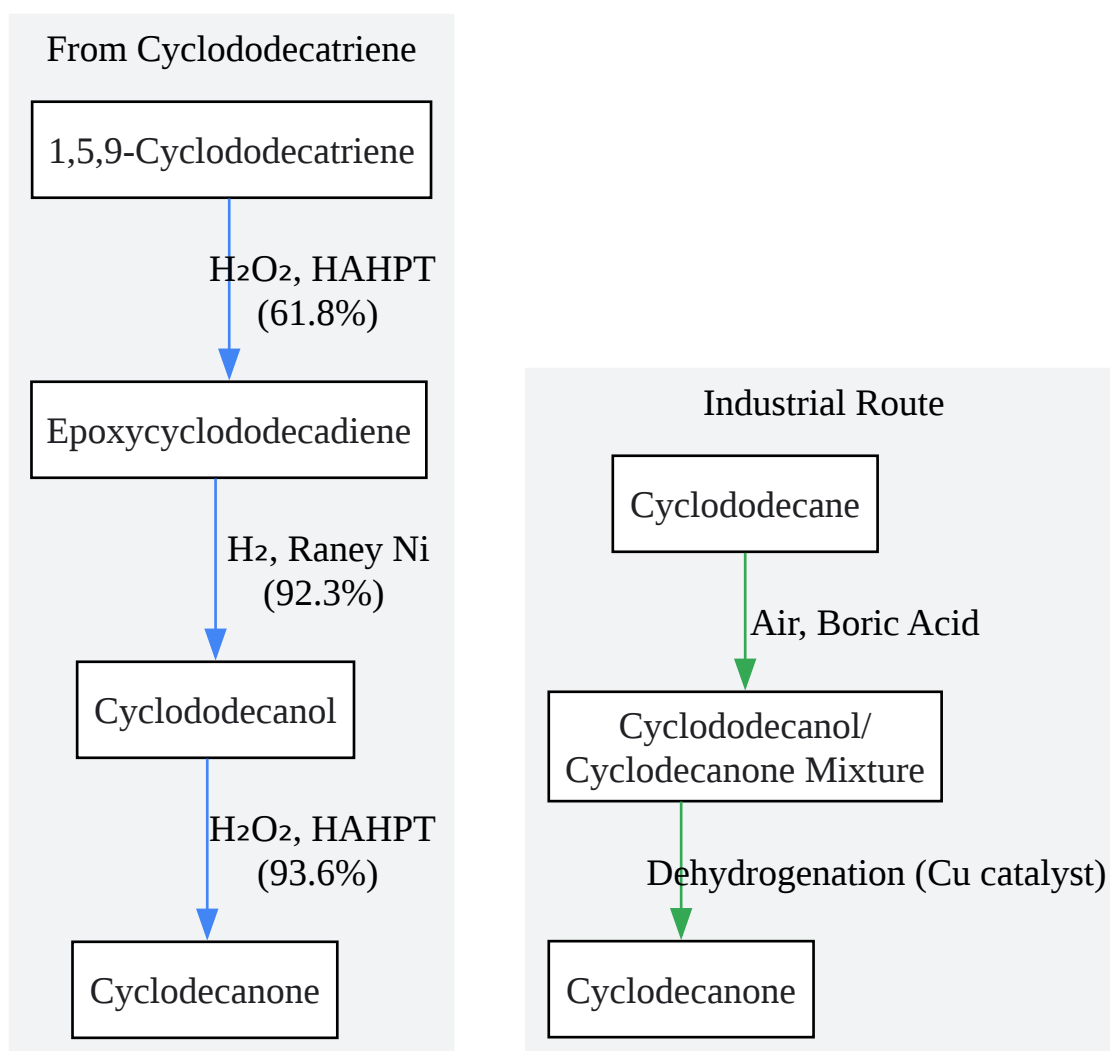 From Cyclododecatriene
1,5,9-Cyclododecatriene
H₂O₂, HAHPT
(61.8%)
Epoxycyclododecadiene
H₂, Raney Ni
(92.3%)
Cyclododecanol
H₂O₂, HAHPT
(93.6%)
Cyclodecanone
Industrial Route
Cyclododecane
Air, Boric Acid
Cyclododecanol/
Cyclodecanone Mixture
Dehydrogenation (Cu catalyst)
Cyclodecanone